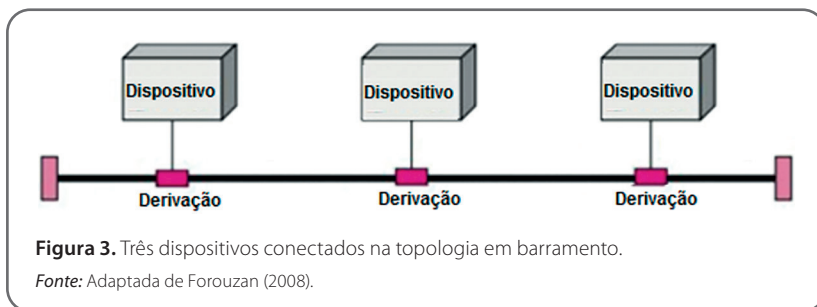 Dispositivo Dispositivo Dispositivo
Derivação Derivação Derivação
Figura 3. Três dispositivos conectados na topologia em barramento.
Fonte: Adaptada de Forouzan (2008).